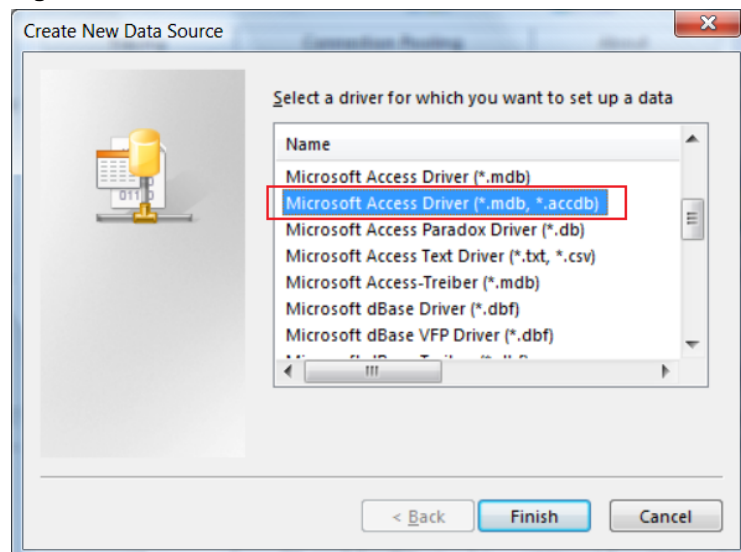 Create New Data Source
Select a driver for which you want to set up a data
Name
Microsoft Access Driver (*.mdb)
Microsoft Access Driver (*.mdb, *.accdb)
Microsoft Access Paradox Driver (*.db)
Microsoft Access Text Driver (*.txt, *.csv)
Microsoft Access-Treiber (*.mdb)
Microsoft dBase Driver (*.dbf)
Microsoft dBase VFP Driver (*.dbf)
< Back
Finish
Cancel